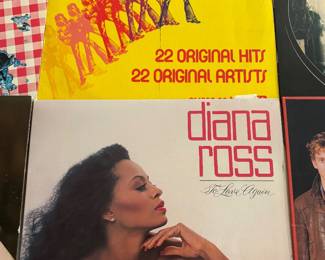 22 ORIGINAL HITS
22 ORIGINAL ARTISTS
diana
ross
To Love Again